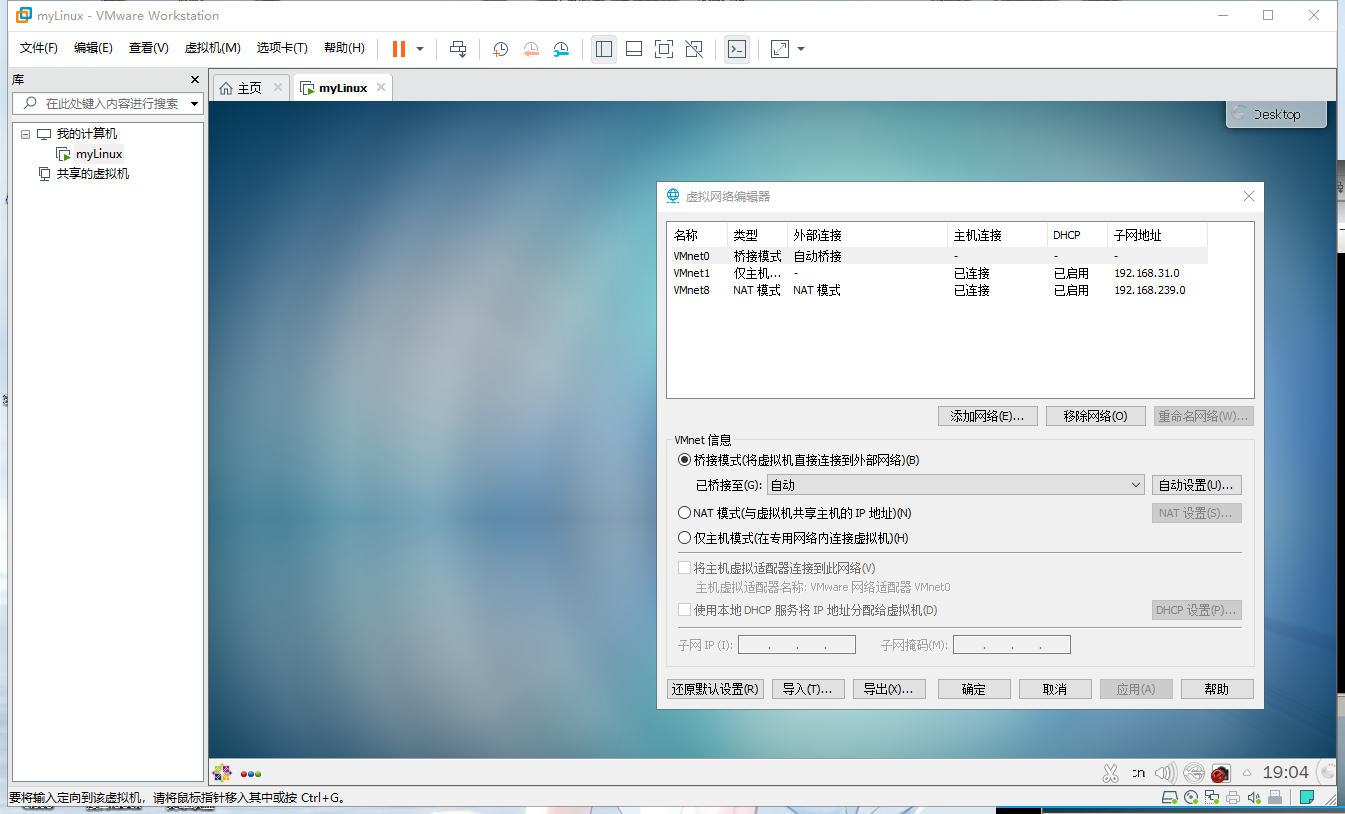 myLinux - VMware Workstation
文件(F) 编辑(E) 查看(V) 虚拟机(M) 选项卡(T) 帮助(H)
库
在此处键入内容进行搜索
我的计算机
myLinux
共享的虚拟机
主页 myLinux
Desktop
虚拟网络编辑器
名称 类型 外部连接 主机连接 DHCP 子网地址
VMnet0 桥接模式 自动桥接 - - -
VMnet1 仅主机... - 已连接 已启用 192.168.31.0
VMnet8 NAT 模式 NAT 模式 已连接 已启用 192.168.239.0
添加网络(E)... 移除网络(O) 重命名网络(W)...
VMnet 信息
桥接模式(将虚拟机直接连接到外部网络)(B)
已桥接至(G): 自动 自动设置(U)...
NAT 模式(与虚拟机共享主机的 IP 地址)(N) NAT 设置(S)...
仅主机模式(在专用网络内连接虚拟机)(H)
将主机虚拟适配器连接到此网络(V)
主机虚拟适配器名称: VMware 网络适配器 VMnet0
使用本地 DHCP 服务将 IP 地址分配给虚拟机(D) DHCP 设置(P)...
子网 IP (I): . . . 子网掩码(M): . . .
还原默认设置(R) 导入(T)... 导出(X)... 确定 取消 应用(A) 帮助
19:04
要将输入定向到该虚拟机，请将鼠标指针移入其中或按 Ctrl+G。